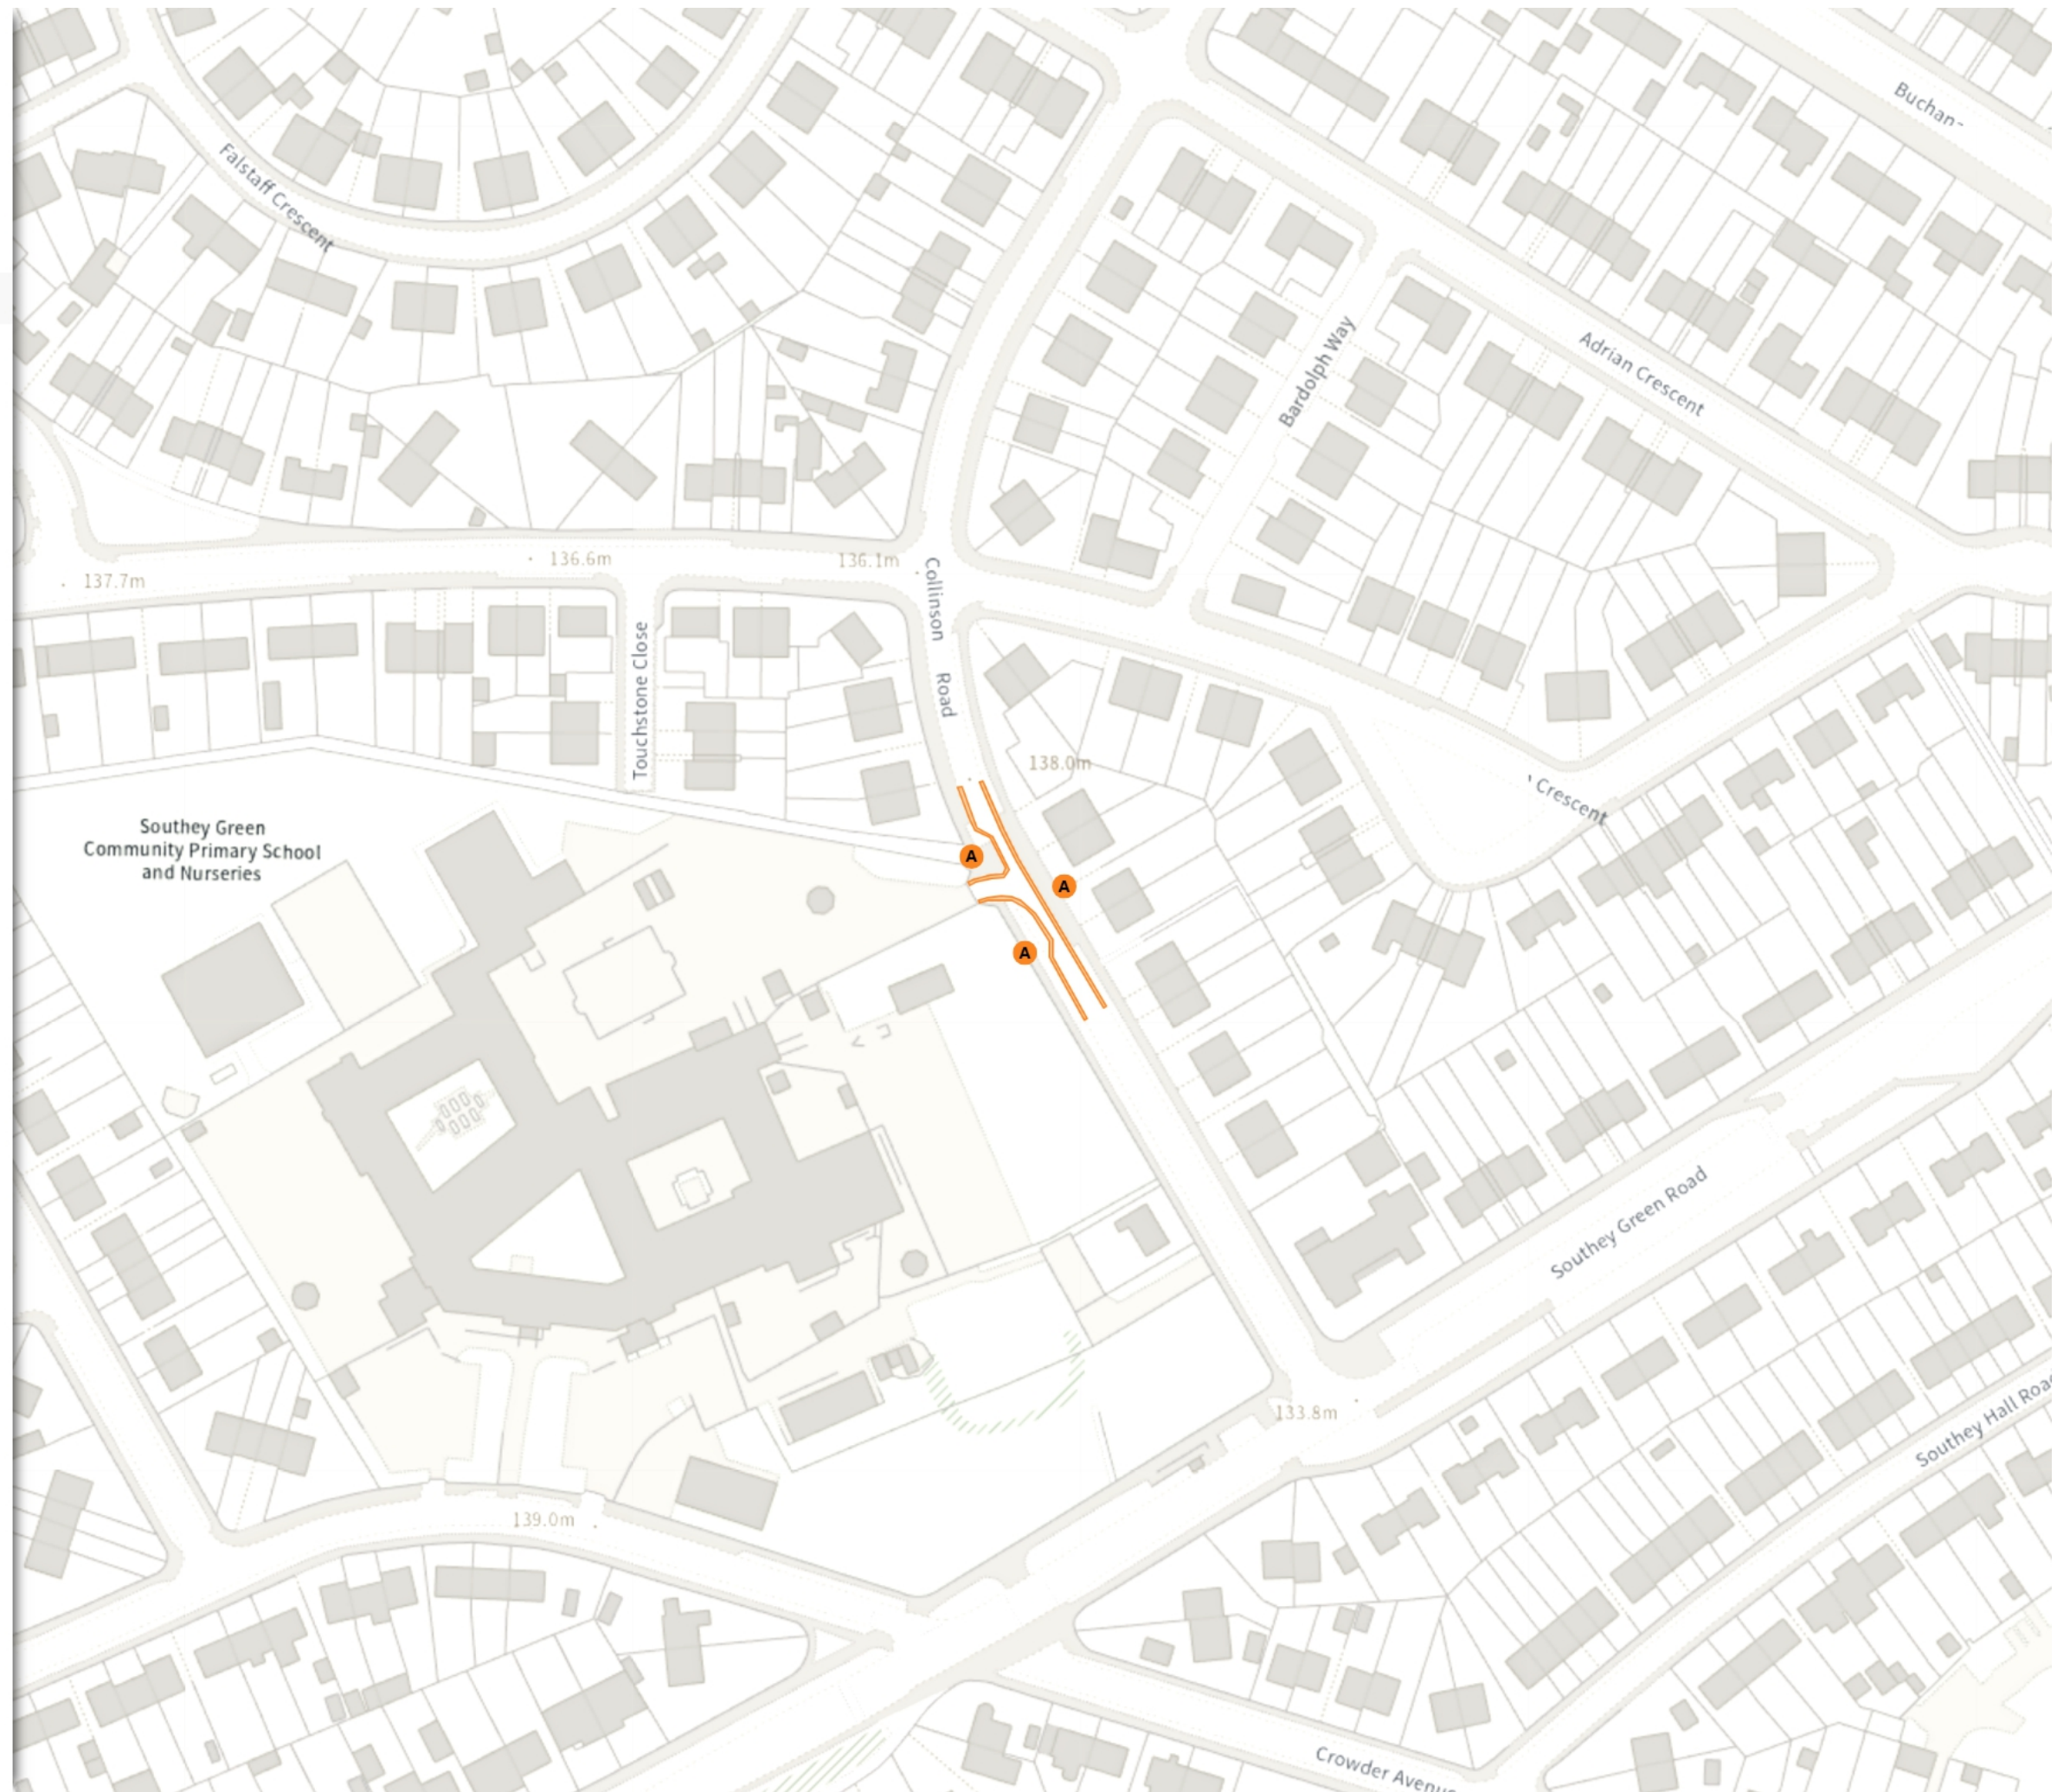 Buchan
Falstaff Crescent
Bardolph Way
Adrian Crescent
136.6m
136.1m
137.7m
Collinson Road
Touchstone Close
138.0m
Crescent
Southey Green
Community Primary School
and Nurseries
A
A
A
Southey Green Road
133.8m
Southey Hall Road
139.0m
Crowder Avenue